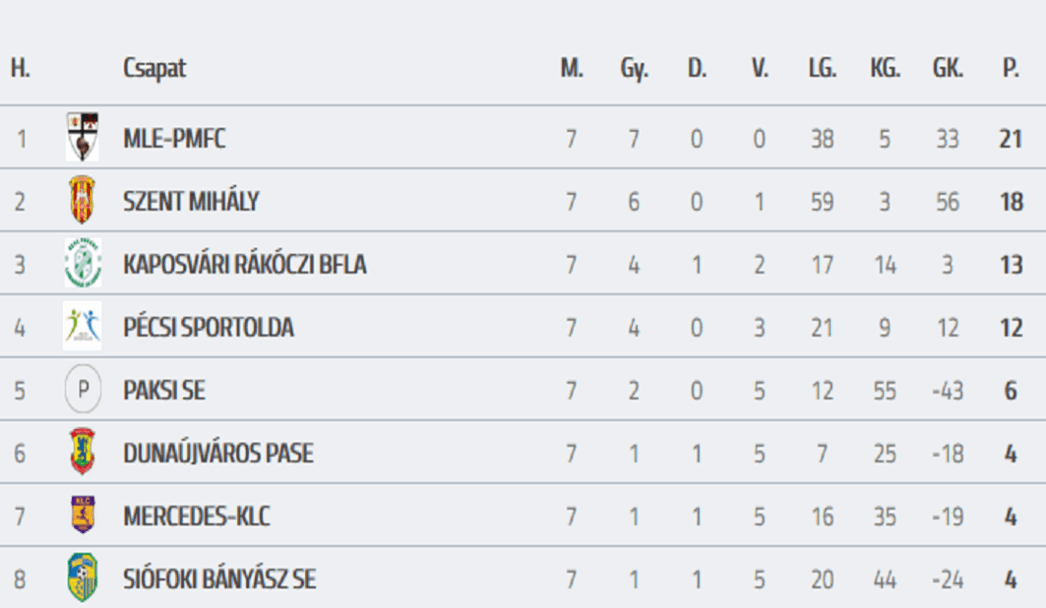 H. Csapat M. Gy. D. V. LG. KG. GK. P.
1 MLE-PMFC 7 7 0 0 38 5 33 21
2 SZENT MIHÁLY 7 6 0 1 59 3 56 18
3 KAPOSVÁRI RÁKÓCZI BFLA 7 4 1 2 17 14 3 13
4 PÉCSI SPORTOLDA 7 4 0 3 21 9 12 12
5 P PAKSI SE 7 2 0 5 12 55 -43 6
6 DUNAÚJVÁROS PASE 7 1 1 5 7 25 -18 4
7 KLC MERCEDES-KLC 7 1 1 5 16 35 -19 4
8 SIÓFOKI BÁNYÁSZ SE 7 1 1 5 20 44 -24 4